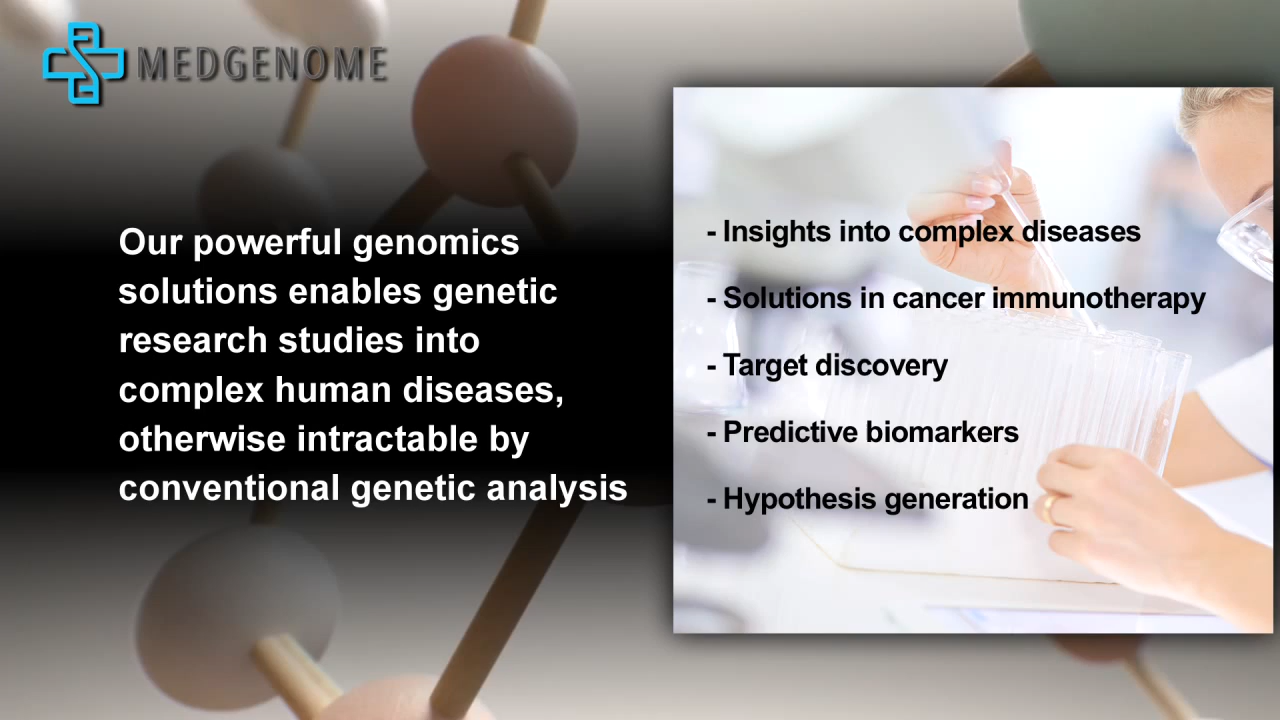 MEDGENOME
Our powerful genomics
solutions enables genetic
research studies into
complex human diseases,
otherwise intractable by
conventional genetic analysis
- Insights into complex diseases
- Solutions in cancer immunotherapy
- Target discovery
- Predictive biomarkers
- Hypothesis generation